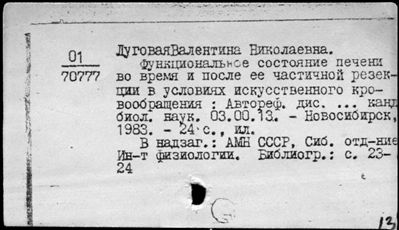 01
70777
ДуговаяВалентина Николаевна.
Функциональное состояние печени
во время и после ее частичной резек-
ции в условиях искусственного кро-
вообращения : Автореф. дис. ... канд
биол. наук. 03.00.13. - Новосибирск,
1983. - 24 с., ил.
В надзаг.: АМН СССР, Сиб. отд-ние
Ин-т физиологии. Библиогр.: с. 23-
24
13